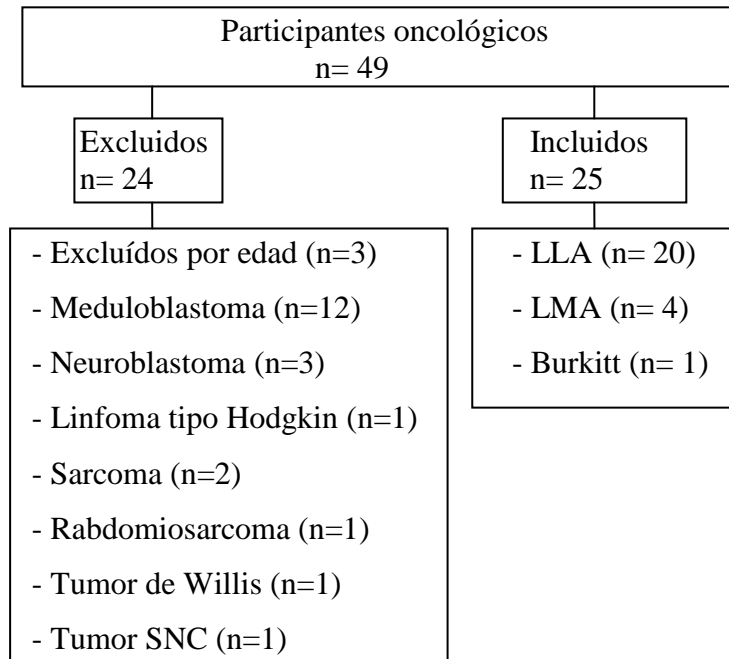 Participantes oncológicos
n= 49
Excluidos
n= 24
Incluidos
n= 25
- Excluídos por edad (n=3)
- Meduloblastoma (n=12)
- Neuroblastoma (n=3)
- Linfoma tipo Hodgkin (n=1)
- Sarcoma (n=2)
- Rabdomiosarcoma (n=1)
- Tumor de Willis (n=1)
- Tumor SNC (n=1)
- LLA (n= 20)
- LMA (n= 4)
- Burkitt (n= 1)